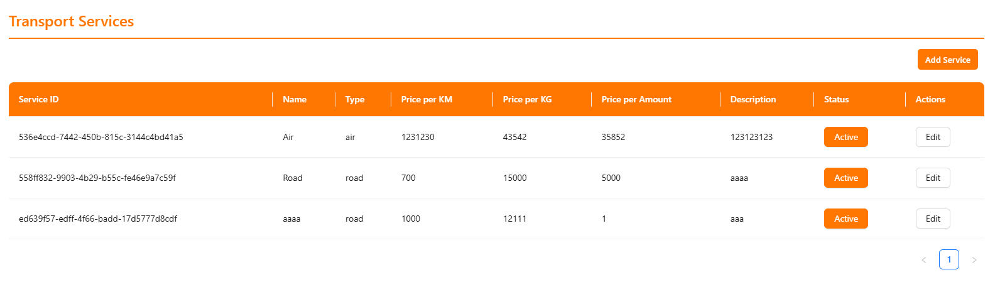 Transport Services
Add Service
Service ID Name Type Price per KM Price per KG Price per Amount Description Status Actions
536e4ccd-7442-450b-815c-3144c4bd41a5 Air air 1231230 43542 35852 123123123 Active Edit
558ff832-9903-4b29-b55c-fe46e9a7c59f Road road 700 15000 5000 aaaa Active Edit
ed639f57-edff-4f66-badd-17d5777d8cdf aaaa road 1000 12111 1 aaa Active Edit
< 1 >